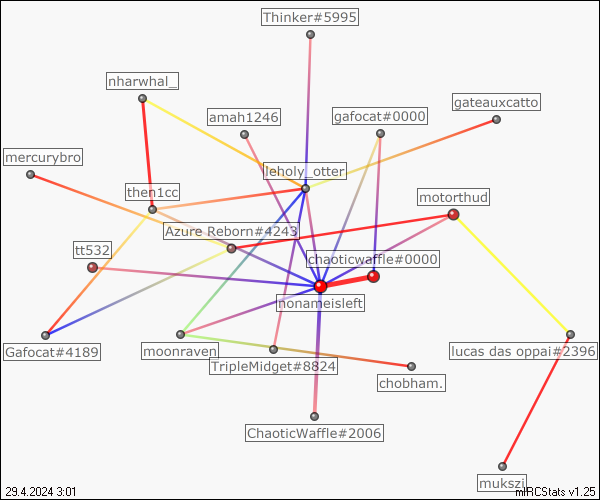 Thinker#5995
nharwhal_
gateauxcatto
amah1246
gafocat#0000
mercurybro
leholy_otter
then1cc
motorthud
Azure Reborn#4243
tt532
chaoticwaffle#0000
nonameisleft
Gafocat#4189
moonraven
lucas das oppai#2396
TripleMidget#8824
chobham.
ChaoticWaffle#2006
mukszi
29.4.2024 3:01
mIRCStats v1.25